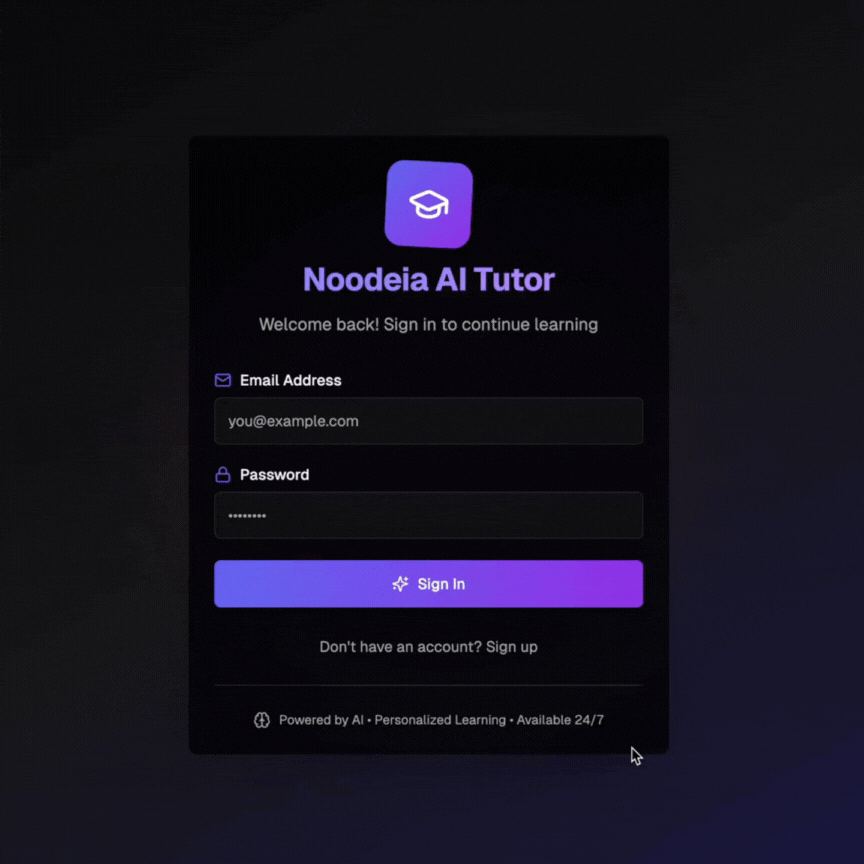 Noodeia AI Tutor
Welcome back! Sign in to continue learning
Email Address
you@example.com
Password
••••••••
Sign In
Don't have an account? Sign up
Powered by AI • Personalized Learning • Available 24/7